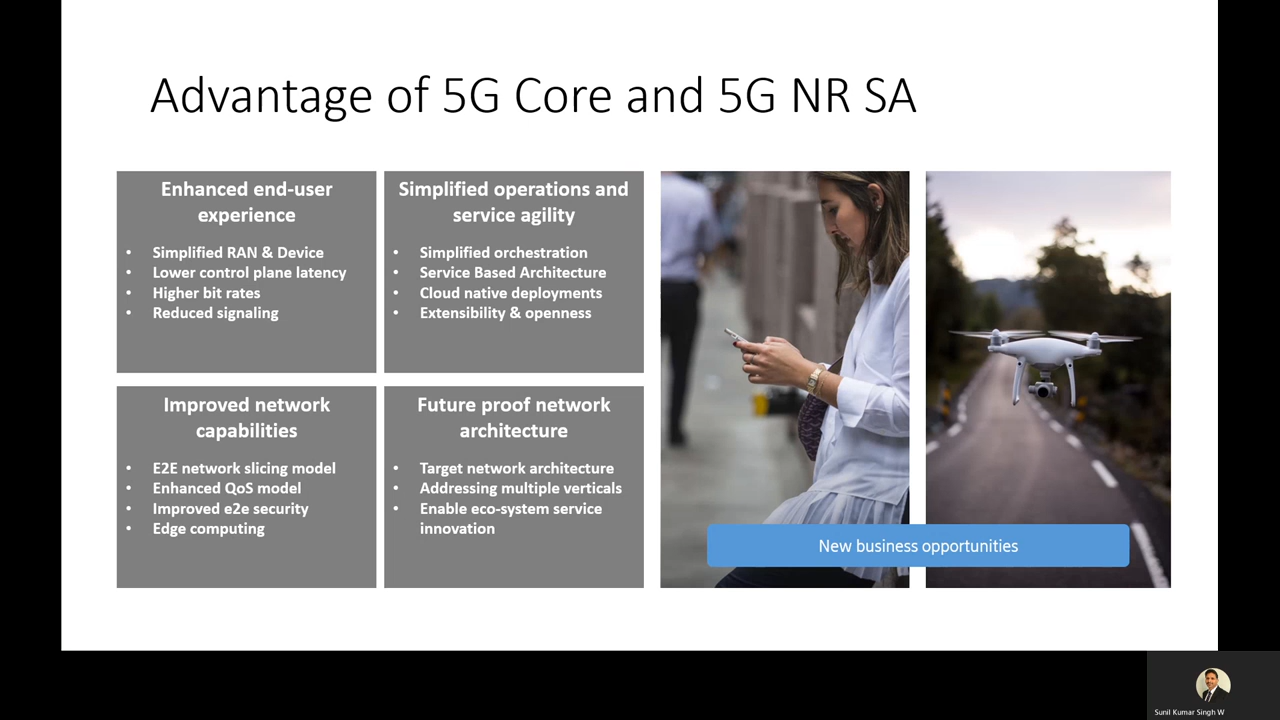 Advantage of 5G Core and 5G NR SA
Enhanced end-user
experience
• Simplified RAN & Device
• Lower control plane latency
• Higher bit rates
• Reduced signaling
Simplified operations and
service agility
• Simplified orchestration
• Service Based Architecture
• Cloud native deployments
• Extensibility & openness
Improved network
capabilities
• E2E network slicing model
• Enhanced QoS model
• Improved e2e security
• Edge computing
Future proof network
architecture
• Target network architecture
• Addressing multiple verticals
• Enable eco-system service
innovation
New business opportunities
Sunil Kumar Singh W